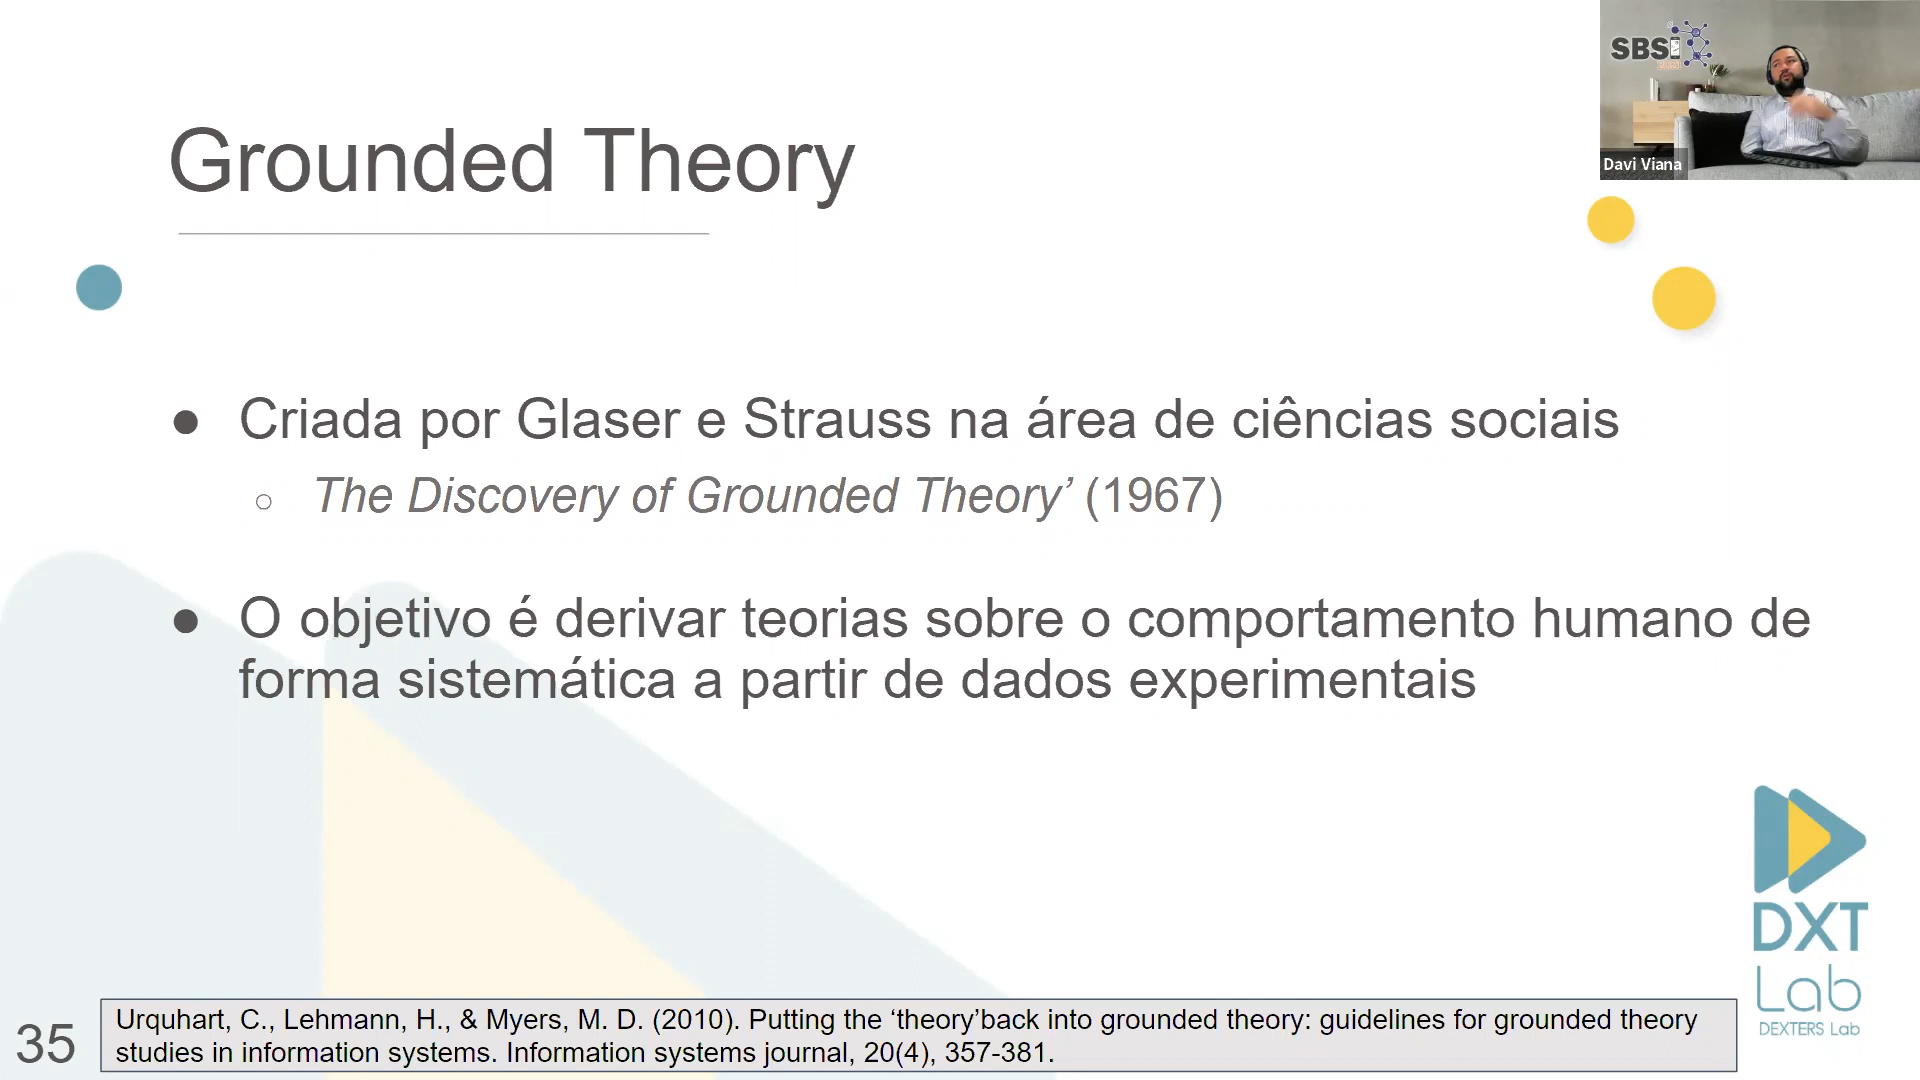 SBSI
Davi Viana
Grounded Theory
● Criada por Glaser e Strauss na área de ciências sociais
○ The Discovery of Grounded Theory’ (1967)
● O objetivo é derivar teorias sobre o comportamento humano de
forma sistemática a partir de dados experimentais
DXT
Lab
DEXTERS Lab
35
Urquhart, C., Lehmann, H., & Myers, M. D. (2010). Putting the ‘theory’back into grounded theory: guidelines for grounded theory
studies in information systems. Information systems journal, 20(4), 357-381.